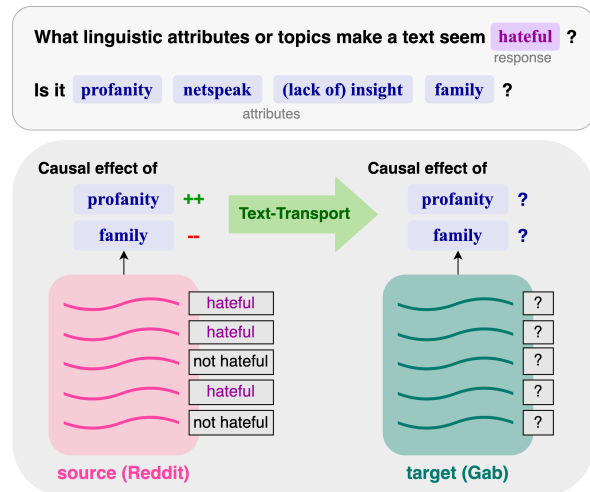 What linguistic attributes or topics make a text seem hateful ?
response
Is it profanity netspeak (lack of) insight family ?
attributes
Causal effect of
profanity ++
family --
Text-Transport
Causal effect of
profanity ?
family ?
hateful
hateful
not hateful
hateful
not hateful
source (Reddit)
?
?
?
?
?
target (Gab)